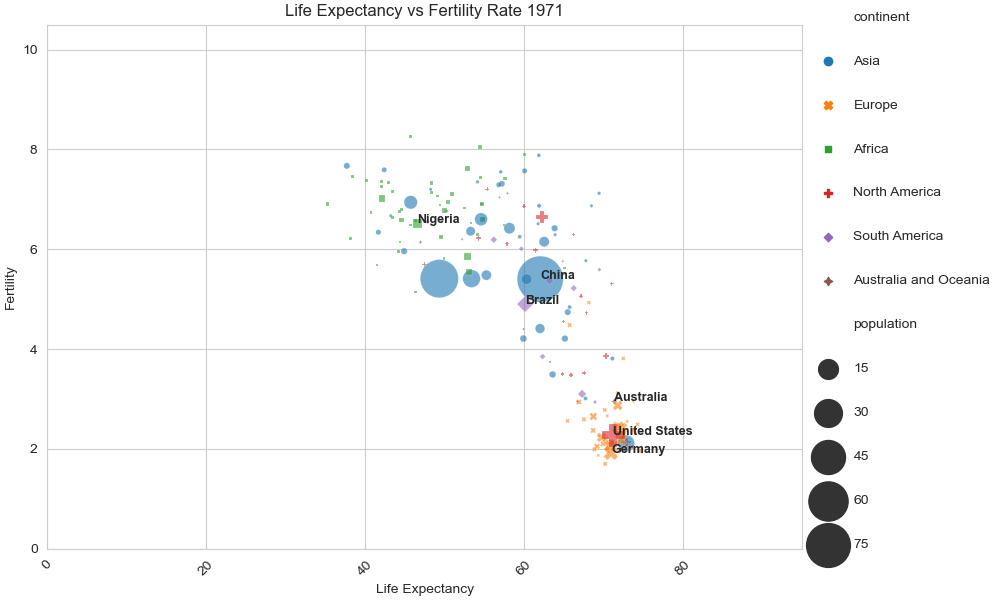 Life Expectancy vs Fertility Rate 1971
continent
Asia
Europe
Africa
North America
South America
Australia and Oceania
population
15
30
45
60
75
Fertility
10
8
6
4
2
0
Nigeria
China
Brazil
Australia
United States
Germany
0
20
40
60
80
Life Expectancy